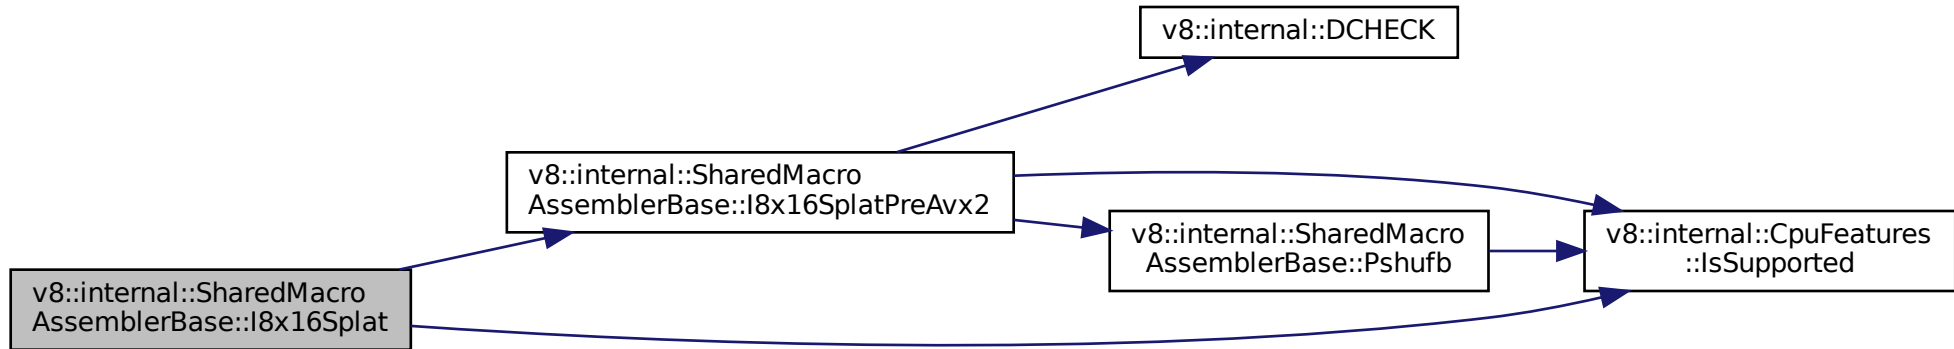 v8::internal::DCHECK
v8::internal::SharedMacro
AssemblerBase::I8x16SplatPreAvx2
v8::internal::SharedMacro
AssemblerBase::Pshufb
v8::internal::CpuFeatures
::IsSupported
v8::internal::SharedMacro
AssemblerBase::I8x16Splat